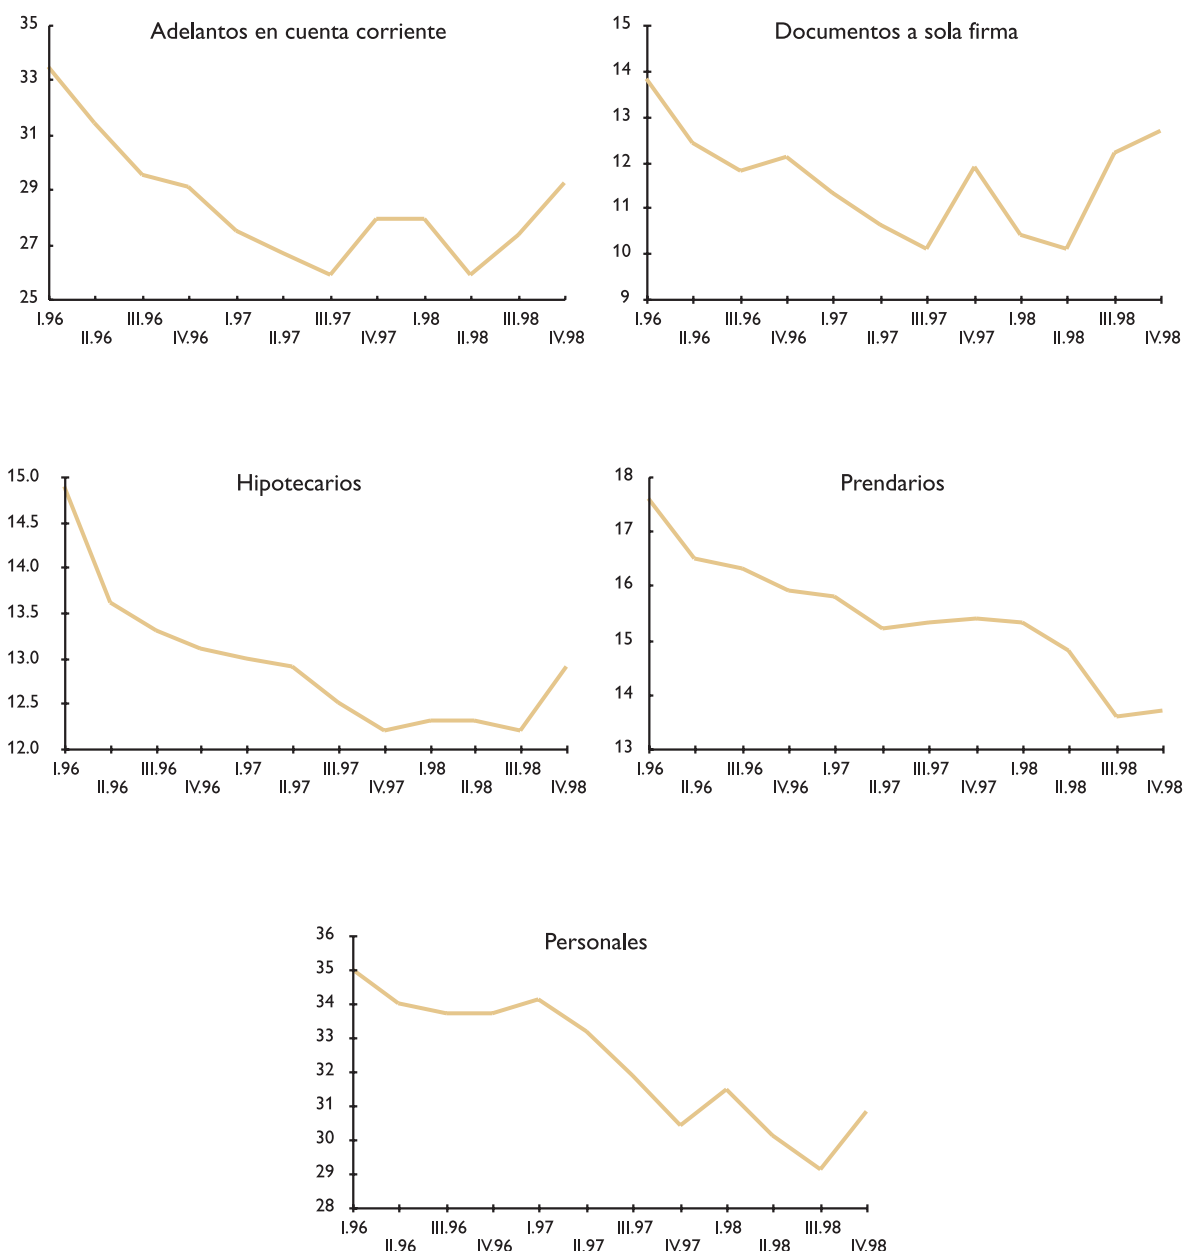 Adelantos en cuenta corriente
35
33
31
29
27
25
I.96 III.96 I.97 III.97 I.98 III.98
II.96 IV.96 II.97 IV.97 II.98 IV.98
Documentos a sola firma
15
14
13
12
11
10
9
I.96 III.96 I.97 III.97 I.98 III.98
II.96 IV.96 II.97 IV.97 II.98 IV.98
Hipotecarios
15.0
14.5
14.0
13.5
13.0
12.5
12.0
I.96 III.96 I.97 III.97 I.98 III.98
II.96 IV.96 II.97 IV.97 II.98 IV.98
Prendarios
18
17
16
15
14
13
I.96 III.96 I.97 III.97 I.98 III.98
II.96 IV.96 II.97 IV.97 II.98 IV.98
Personales
36
35
34
33
32
31
30
29
28
I.96 III.96 I.97 III.97 I.98 III.98
II.96 IV.96 II.97 IV.97 II.98 IV.98